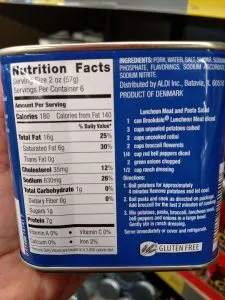 Nutrition Facts
Serving Size 2 oz (57g)
Servings Per Container 6
Amount Per Serving
Calories 180 Calories from Fat 140
% Daily Value*
Total Fat 16g 25%
Saturated Fat 6g 30%
Trans Fat 0g
Cholesterol 35mg 12%
Sodium 630mg 26%
Total Carbohydrate 1g 0%
Dietary Fiber 0g 0%
Sugars 1g
Protein 7g
Vitamin A 0% • Vitamin C 0%
Calcium 0% • Iron 2%
INGREDIENTS: PORK, WATER, SALT,
PHOSPHATE, FLAVORINGS, SODIUM
SODIUM NITRITE.
Distributed by ALDI Inc., Batavia, IL 60510
PRODUCT OF DENMARK
Luncheon Meat and Pasta Salad
1 can Brookdale® Luncheon Meat diced
3 cups unpeeled potatoes cubed
2 cups uncooked rotini
2 cups broccoli flowerets
1/4 cup red bell peppers diced
2 green onions chopped
1/2 cup ranch dressing
Directions:
1. Boil potatoes for approximately
4 minutes remove potatoes and let cool.
2. Boil pasta and cook as directed on package
Add broccoli for the last 2 minutes of
3. Mix potatoes, pasta, broccoli, luncheon meat,
bell peppers and onions in a large bowl.
Gently stir in ranch dressing.
Serve immediately or cover and refrigerate.
GLUTEN FREE